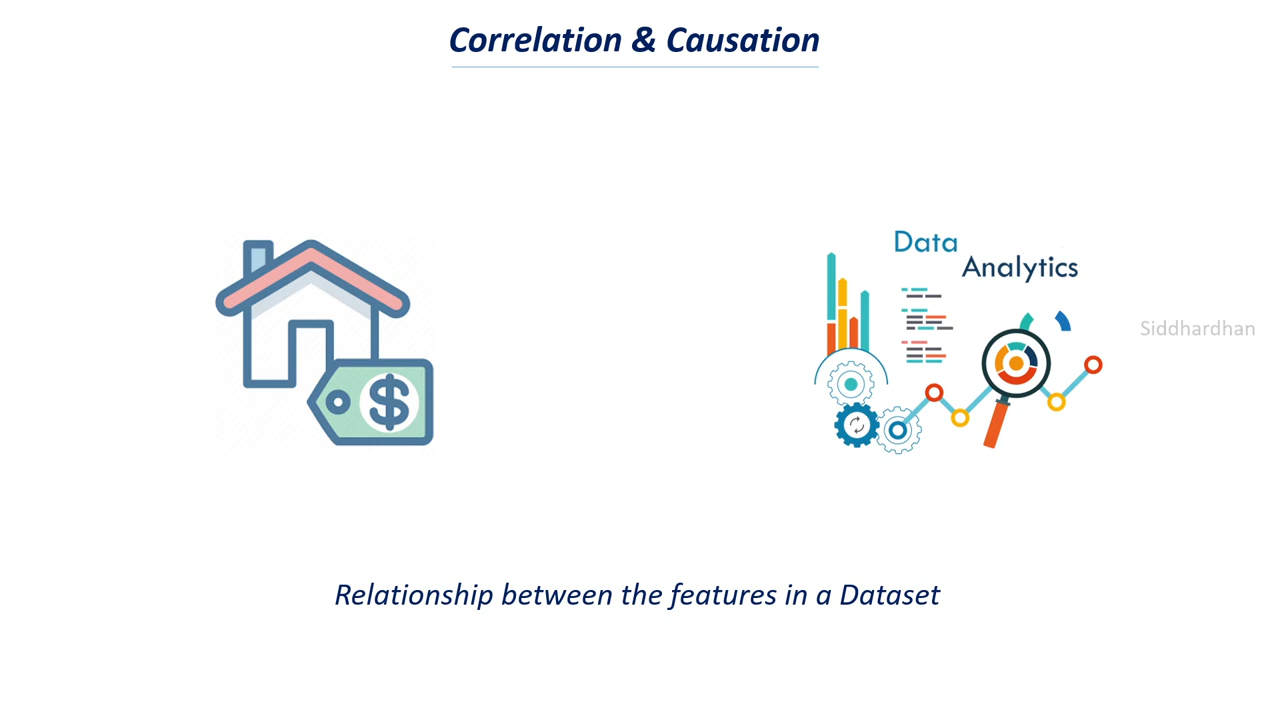 Correlation & Causation
Data
Analytics
Siddhardhan
$
Relationship between the features in a Dataset